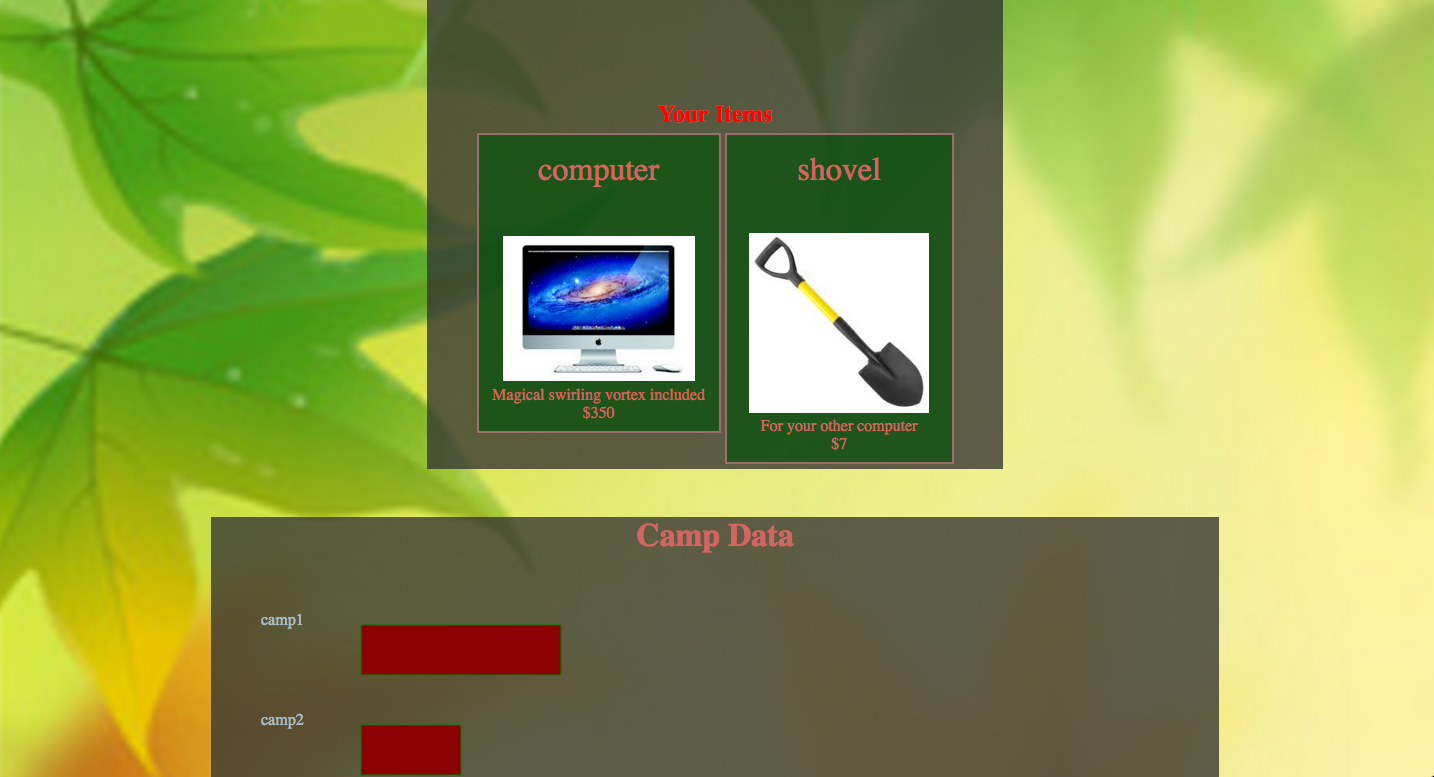 Your Items
computer
shovel
Magical swirling vortex included
$350
For your other computer
$7
Camp Data
camp1
camp2